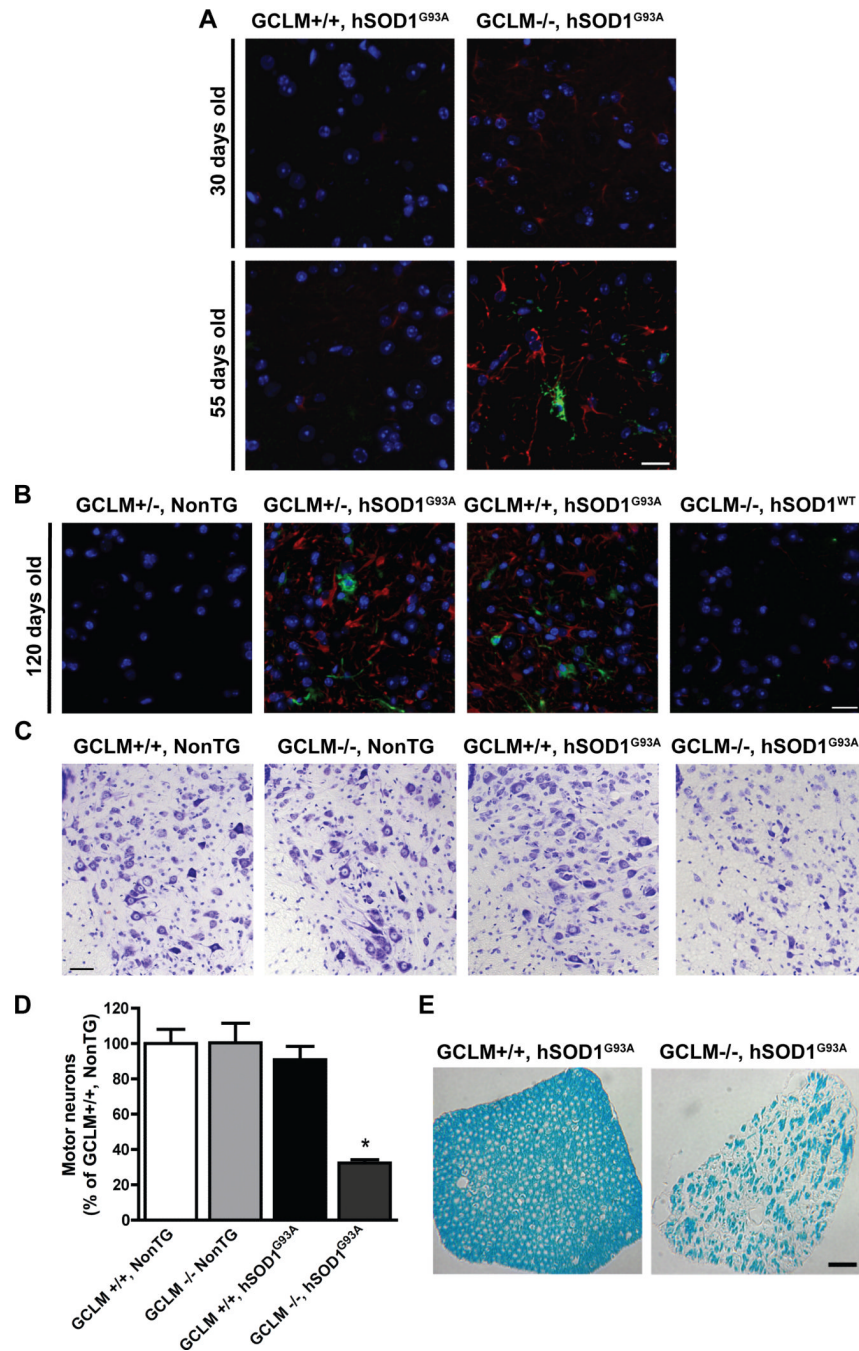 A
GCLM+/+, hSOD1G93A GCLM-/-, hSOD1G93A
30 days old
55 days old
B
GCLM+/-, NonTG GCLM+/-, hSOD1G93A GCLM+/+, hSOD1G93A GCLM-/-, hSOD1WT
120 days old
C
GCLM+/+, NonTG GCLM-/-, NonTG GCLM+/+, hSOD1G93A GCLM-/-, hSOD1G93A
D
Motor neurons
(% of GCLM+/+, NonTG)
120
100
80
60
40
20
0
*
GCLM +/+, NonTG
GCLM -/- NonTG
GCLM +/+, hSOD1G93A
GCLM -/-, hSOD1G93A
E
GCLM+/+, hSOD1G93A GCLM-/-, hSOD1G93A